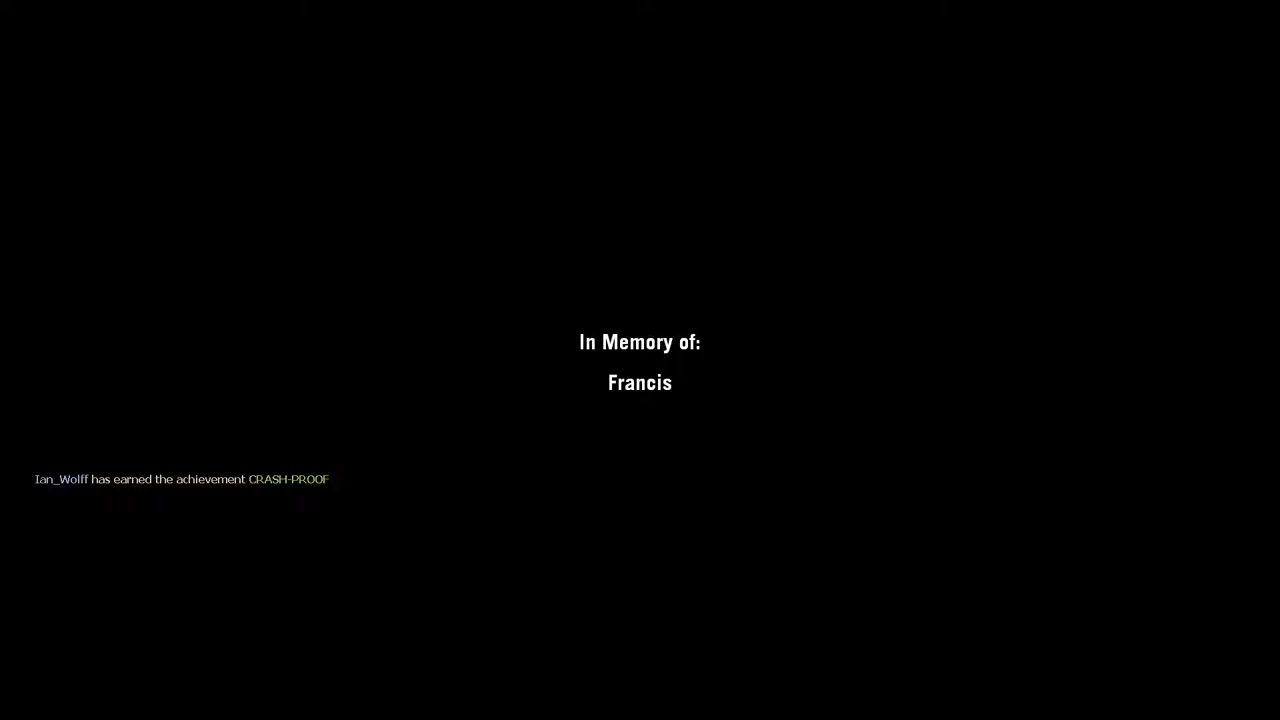 In Memory of:
Francis
Ian_Wolff has earned the achievement CRASH-PROOF